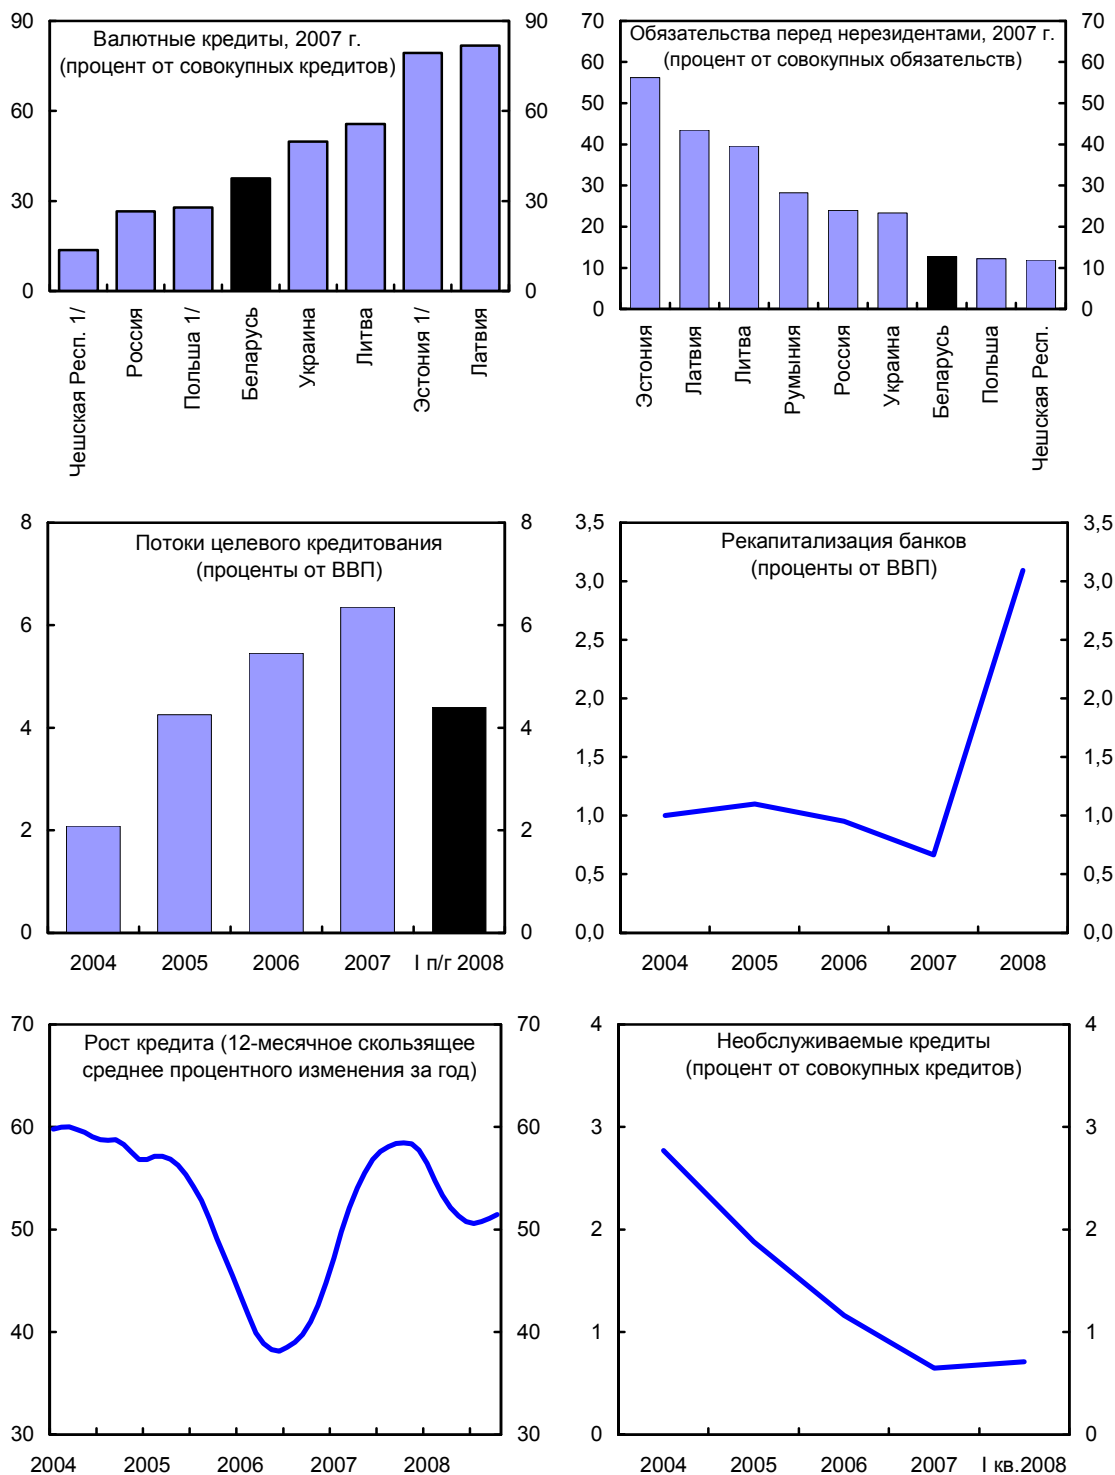 Валютные кредиты, 2007 г.
(процент от совокупных кредитов)
90
60
30
0
90
60
30
0
Чешская Респ. 1/
Россия
Польша 1/
Беларусь
Украина
Литва
Эстония 1/
Латвия
Обязательства перед нерезидентами, 2007 г.
(процент от совокупных обязательств)
70
60
50
40
30
20
10
0
70
60
50
40
30
20
10
0
Эстония
Латвия
Литва
Румыния
Россия
Украина
Беларусь
Польша
Чешская Респ.
Потоки целевого кредитования
(проценты от ВВП)
8
6
4
2
0
8
6
4
2
0
2004
2005
2006
2007
I п/г 2008
Рекапитализация банков
(проценты от ВВП)
3,5
3,0
2,5
2,0
1,5
1,0
0,5
0,0
3,5
3,0
2,5
2,0
1,5
1,0
0,5
0,0
2004
2005
2006
2007
2008
Рост кредита (12-месячное скользящее
среднее процентного изменения за год)
70
60
50
40
30
70
60
50
40
30
2004
2005
2006
2007
2008
Необслуживаемые кредиты
(процент от совокупных кредитов)
4
3
2
1
0
4
3
2
1
0
2004
2005
2006
2007
I кв.2008